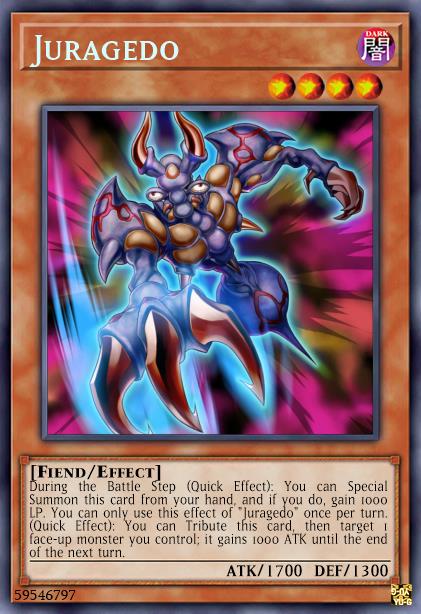 JURAGEDO
DARK
闇
[FIEND/EFFECT]
During the Battle Step (Quick Effect): You can Special
Summon this card from your hand, and if you do, gain 1000
LP. You can only use this effect of "Juragedo" once per turn.
(Quick Effect): You can Tribute this card, then target 1
face-up monster you control; it gains 1000 ATK until the end
of the next turn.
ATK/1700 DEF/1300
59546797